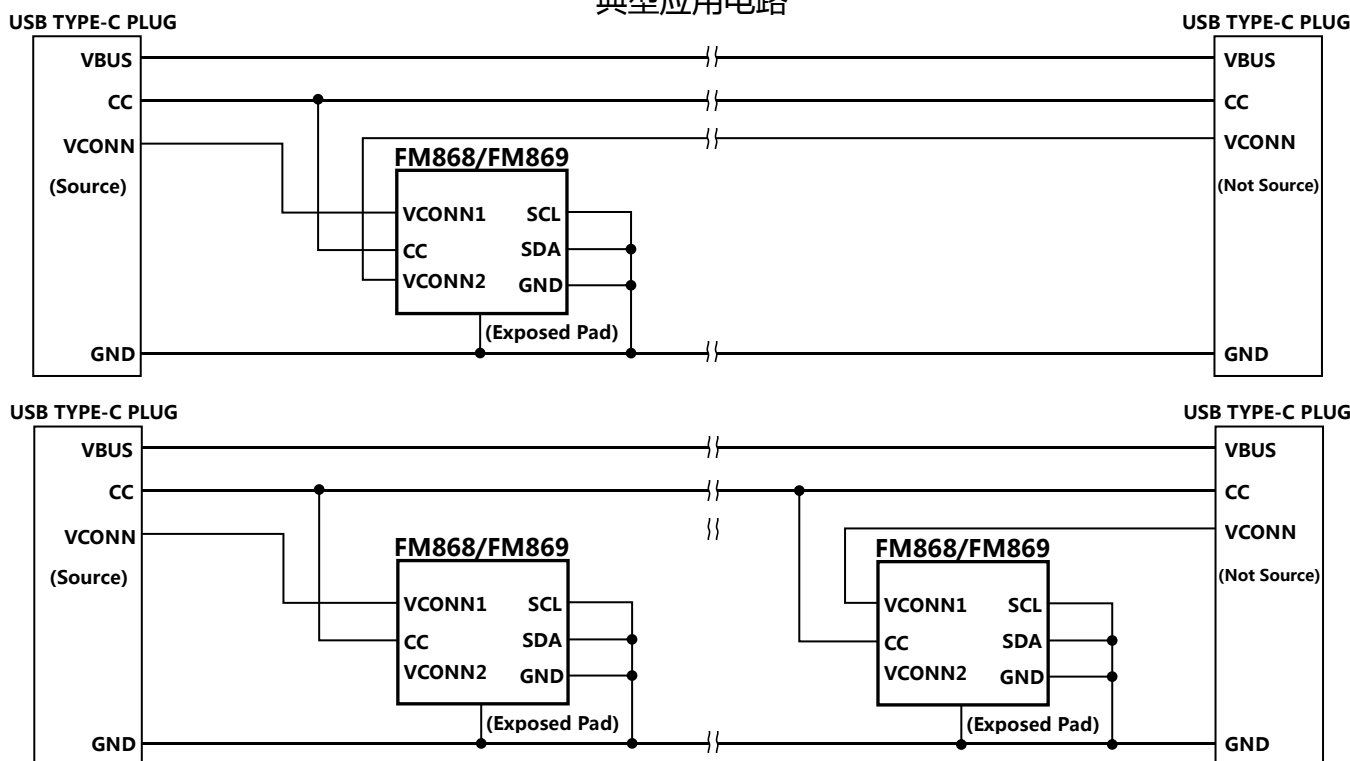 典型应用电路
USB TYPE-C PLUG
USB TYPE-C PLUG
VBUS
VBUS
CC
CC
VCONN
VCONN
FM868/FM869
(Source)
(Not Source)
VCONN1
SCL
CC
SDA
VCONN2
GND
(Exposed Pad)
GND
GND
USB TYPE-C PLUG
USB TYPE-C PLUG
VBUS
VBUS
CC
CC
VCONN
VCONN
FM868/FM869
FM868/FM869
(Source)
(Not Source)
VCONN1
SCL
VCONN1
SCL
CC
SDA
CC
SDA
VCONN2
GND
VCONN2
GND
(Exposed Pad)
(Exposed Pad)
GND
GND